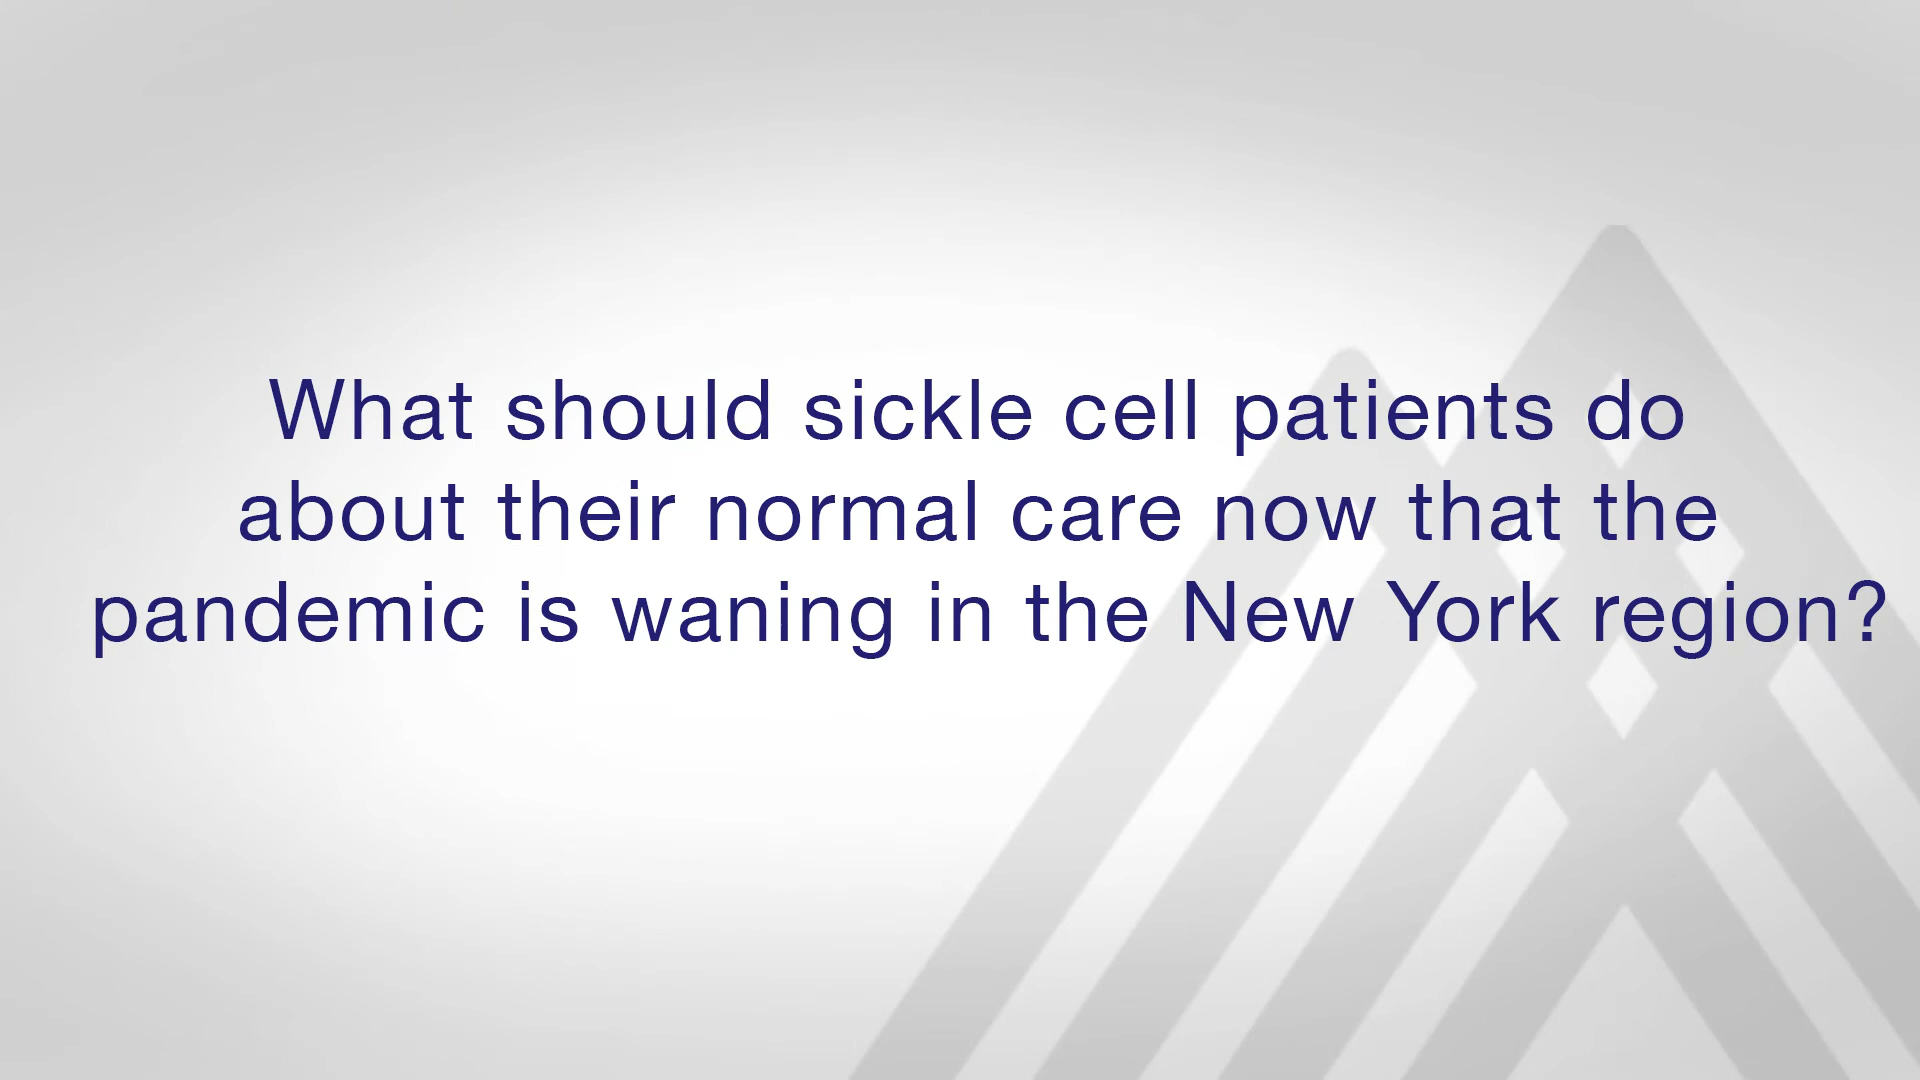 What should sickle cell patients do
about their normal care now that the
pandemic is waning in the New York region?